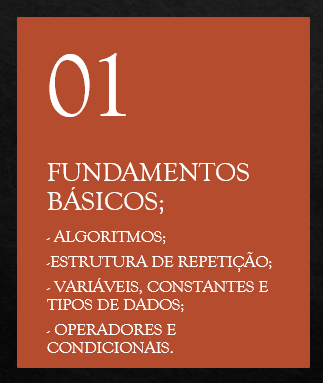 01
FUNDAMENTOS
BÁSICOS;
- ALGORITMOS;
-ESTRUTURA DE REPETIÇÃO;
- VARIÁVEIS, CONSTANTES E
TIPOS DE DADOS;
- OPERADORES E
CONDICIONAIS.